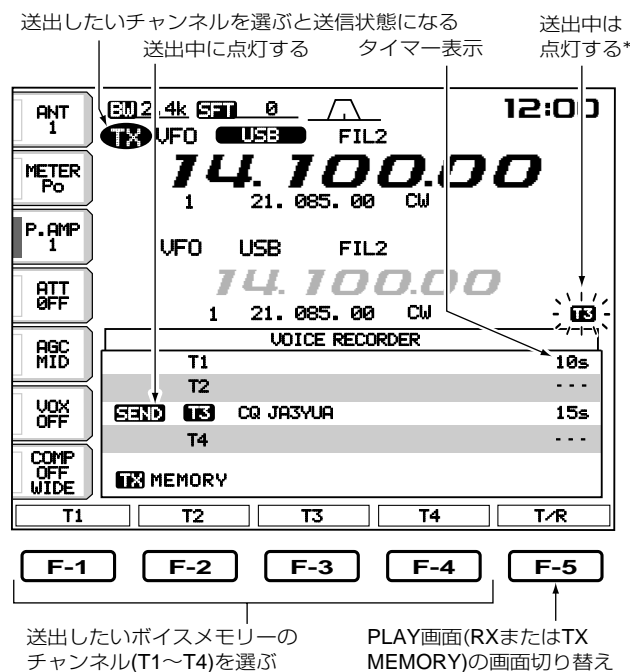 送出したいチャンネルを選ぶと送信状態になる
送出中は
点灯する*
送出中に点灯する
タイマー表示
ANT
1
METER
Po
P.AMP
1
ATT
OFF
AGC
MID
VOX
OFF
COMP
OFF
WIDE
BW 2.4k SFT 0
12:00
TX VFO USB FIL2
14.100.00
1 21.085.00 CW
VFO USB FIL2
14.100.00
1 21.085.00 CW
T3
VOICE RECORDER
T1 10s
T2 ---
SEND T3 CQ JA3YUA 15s
T4 ---
TX MEMORY
T1 T2 T3 T4 T/R
F-1 F-2 F-3 F-4 F-5
送出したいボイスメモリーの
チャンネル(T1～T4)を選ぶ
PLAY画面(RXまたはTX
MEMORY)の画面切り替え